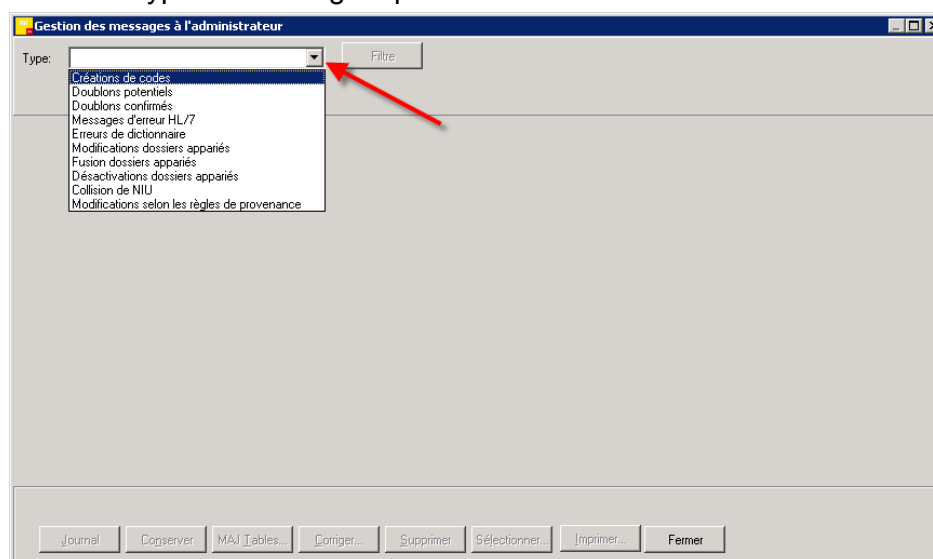 Gestion des messages à l'administrateur
Type:
Filtre
Créations de codes
Doublons potentiels
Doublons confirmés
Messages d'erreur HL/7
Erreurs de dictionnaire
Modifications dossiers appariés
Fusion dossiers appariés
Désactivations dossiers appariés
Collision de NIU
Modifications selon les règles de provenance
Journal Conserver MAJ Tables... Corriger... Supprimer Sélectionner... Imprimer... Fermer